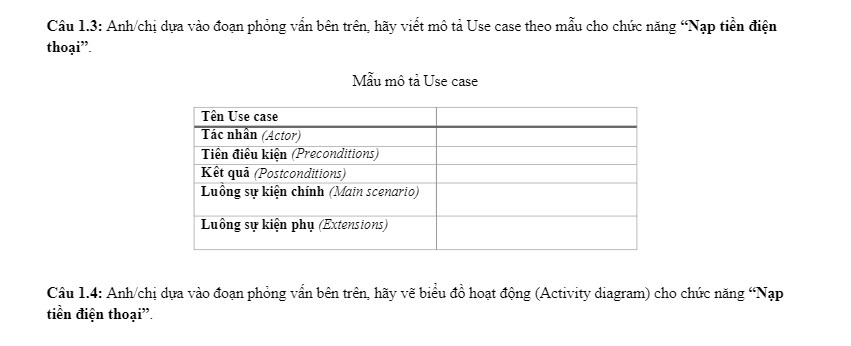 Câu 1.3: Anh/chị dựa vào đoạn phỏng vấn bên trên, hãy viết mô tả Use case theo mẫu cho chức năng “Nạp tiền điện
thoại”.
Mẫu mô tả Use case
Tên Use case
Tác nhân (Actor)
Tiền điều kiện (Preconditions)
Kết quả (Postconditions)
Luồng sự kiện chính (Main scenario)
Luồng sự kiện phụ (Extensions)
Câu 1.4: Anh/chị dựa vào đoạn phỏng vấn bên trên, hãy vẽ biểu đồ hoạt động (Activity diagram) cho chức năng “Nạp
tiền điện thoại”.